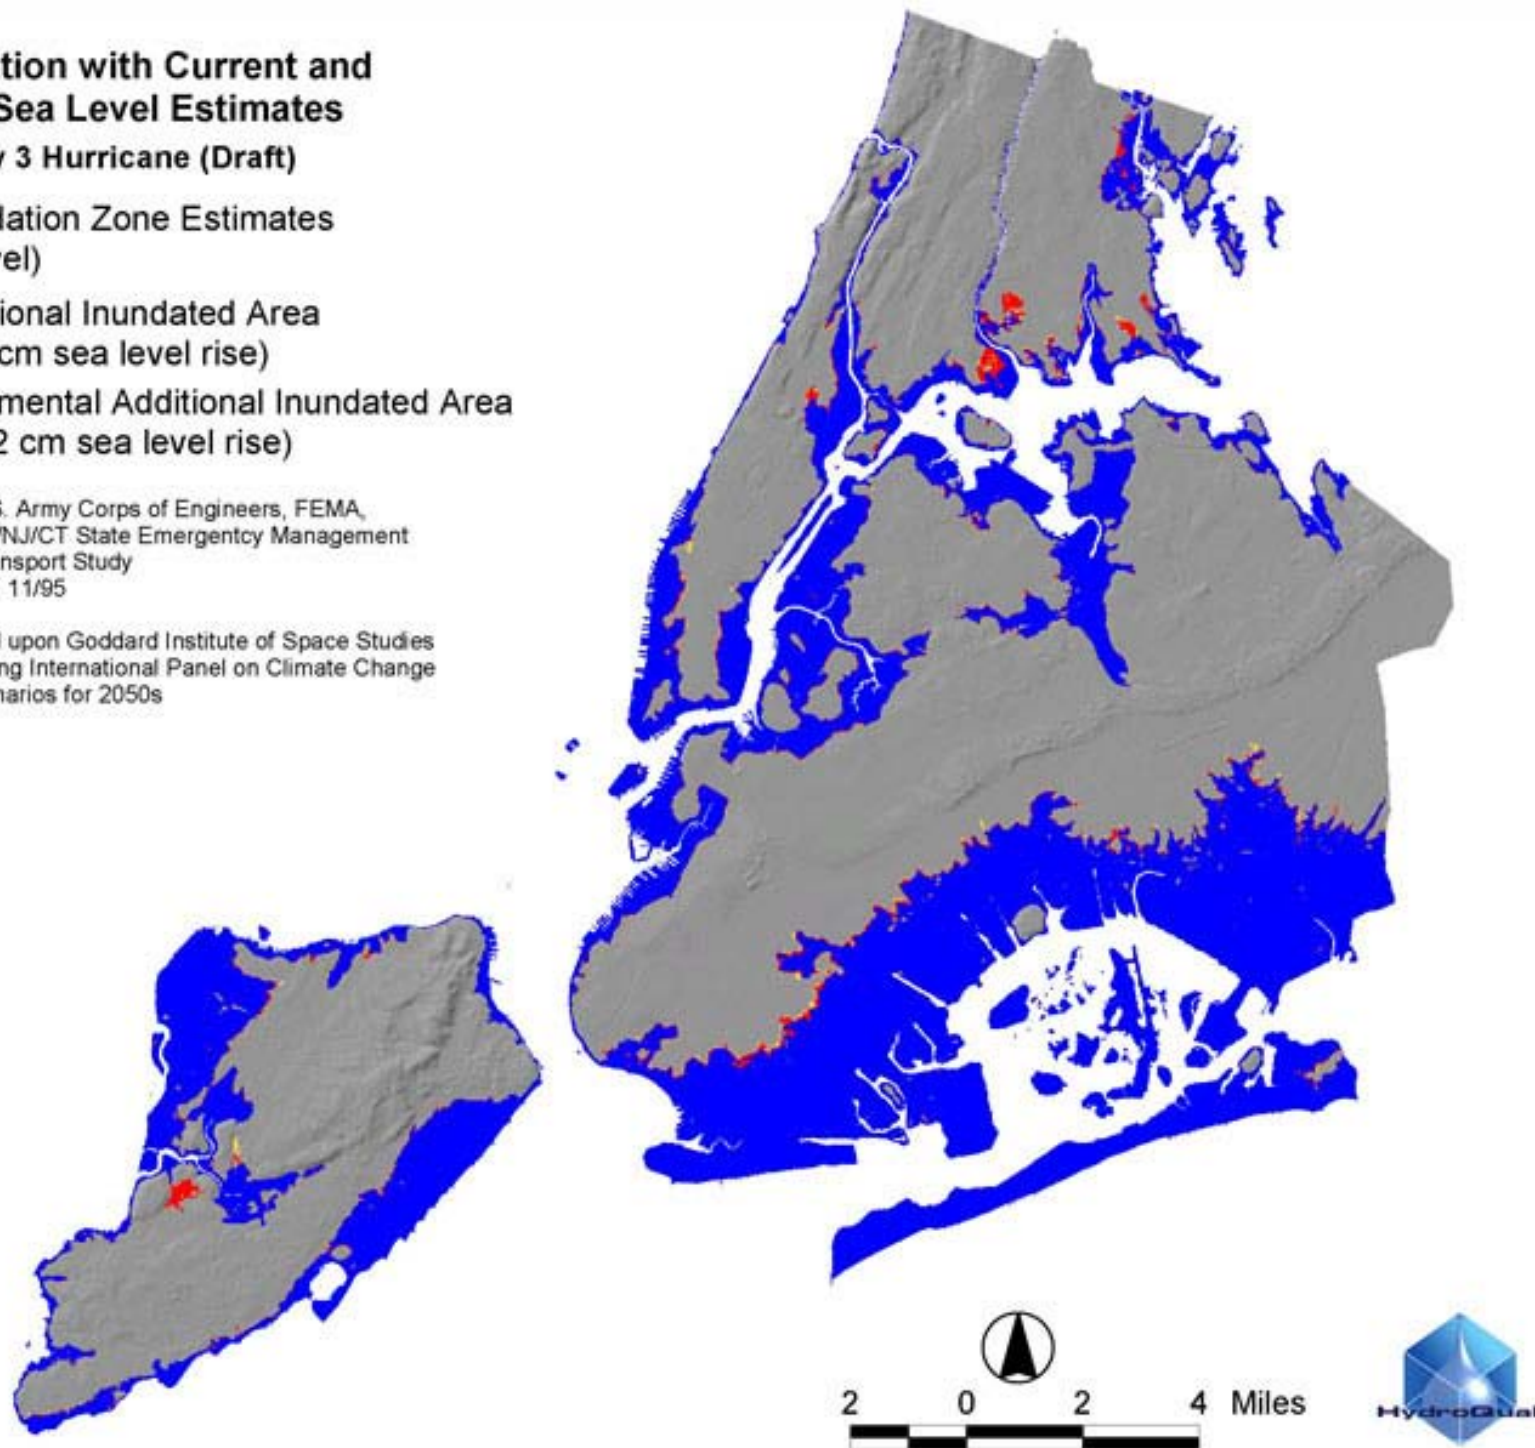 tion with Current and
Sea Level Estimates
y 3 Hurricane (Draft)
lation Zone Estimates
vel)
ional Inundated Area
cm sea level rise)
mental Additional Inundated Area
2 cm sea level rise)
S. Army Corps of Engineers, FEMA,
/NJ/CT State Emergentcy Management
nsport Study
11/95
l upon Goddard Institute of Space Studies
ng International Panel on Climate Change
narios for 2050s
2 0 2 4 Miles
HydroQual